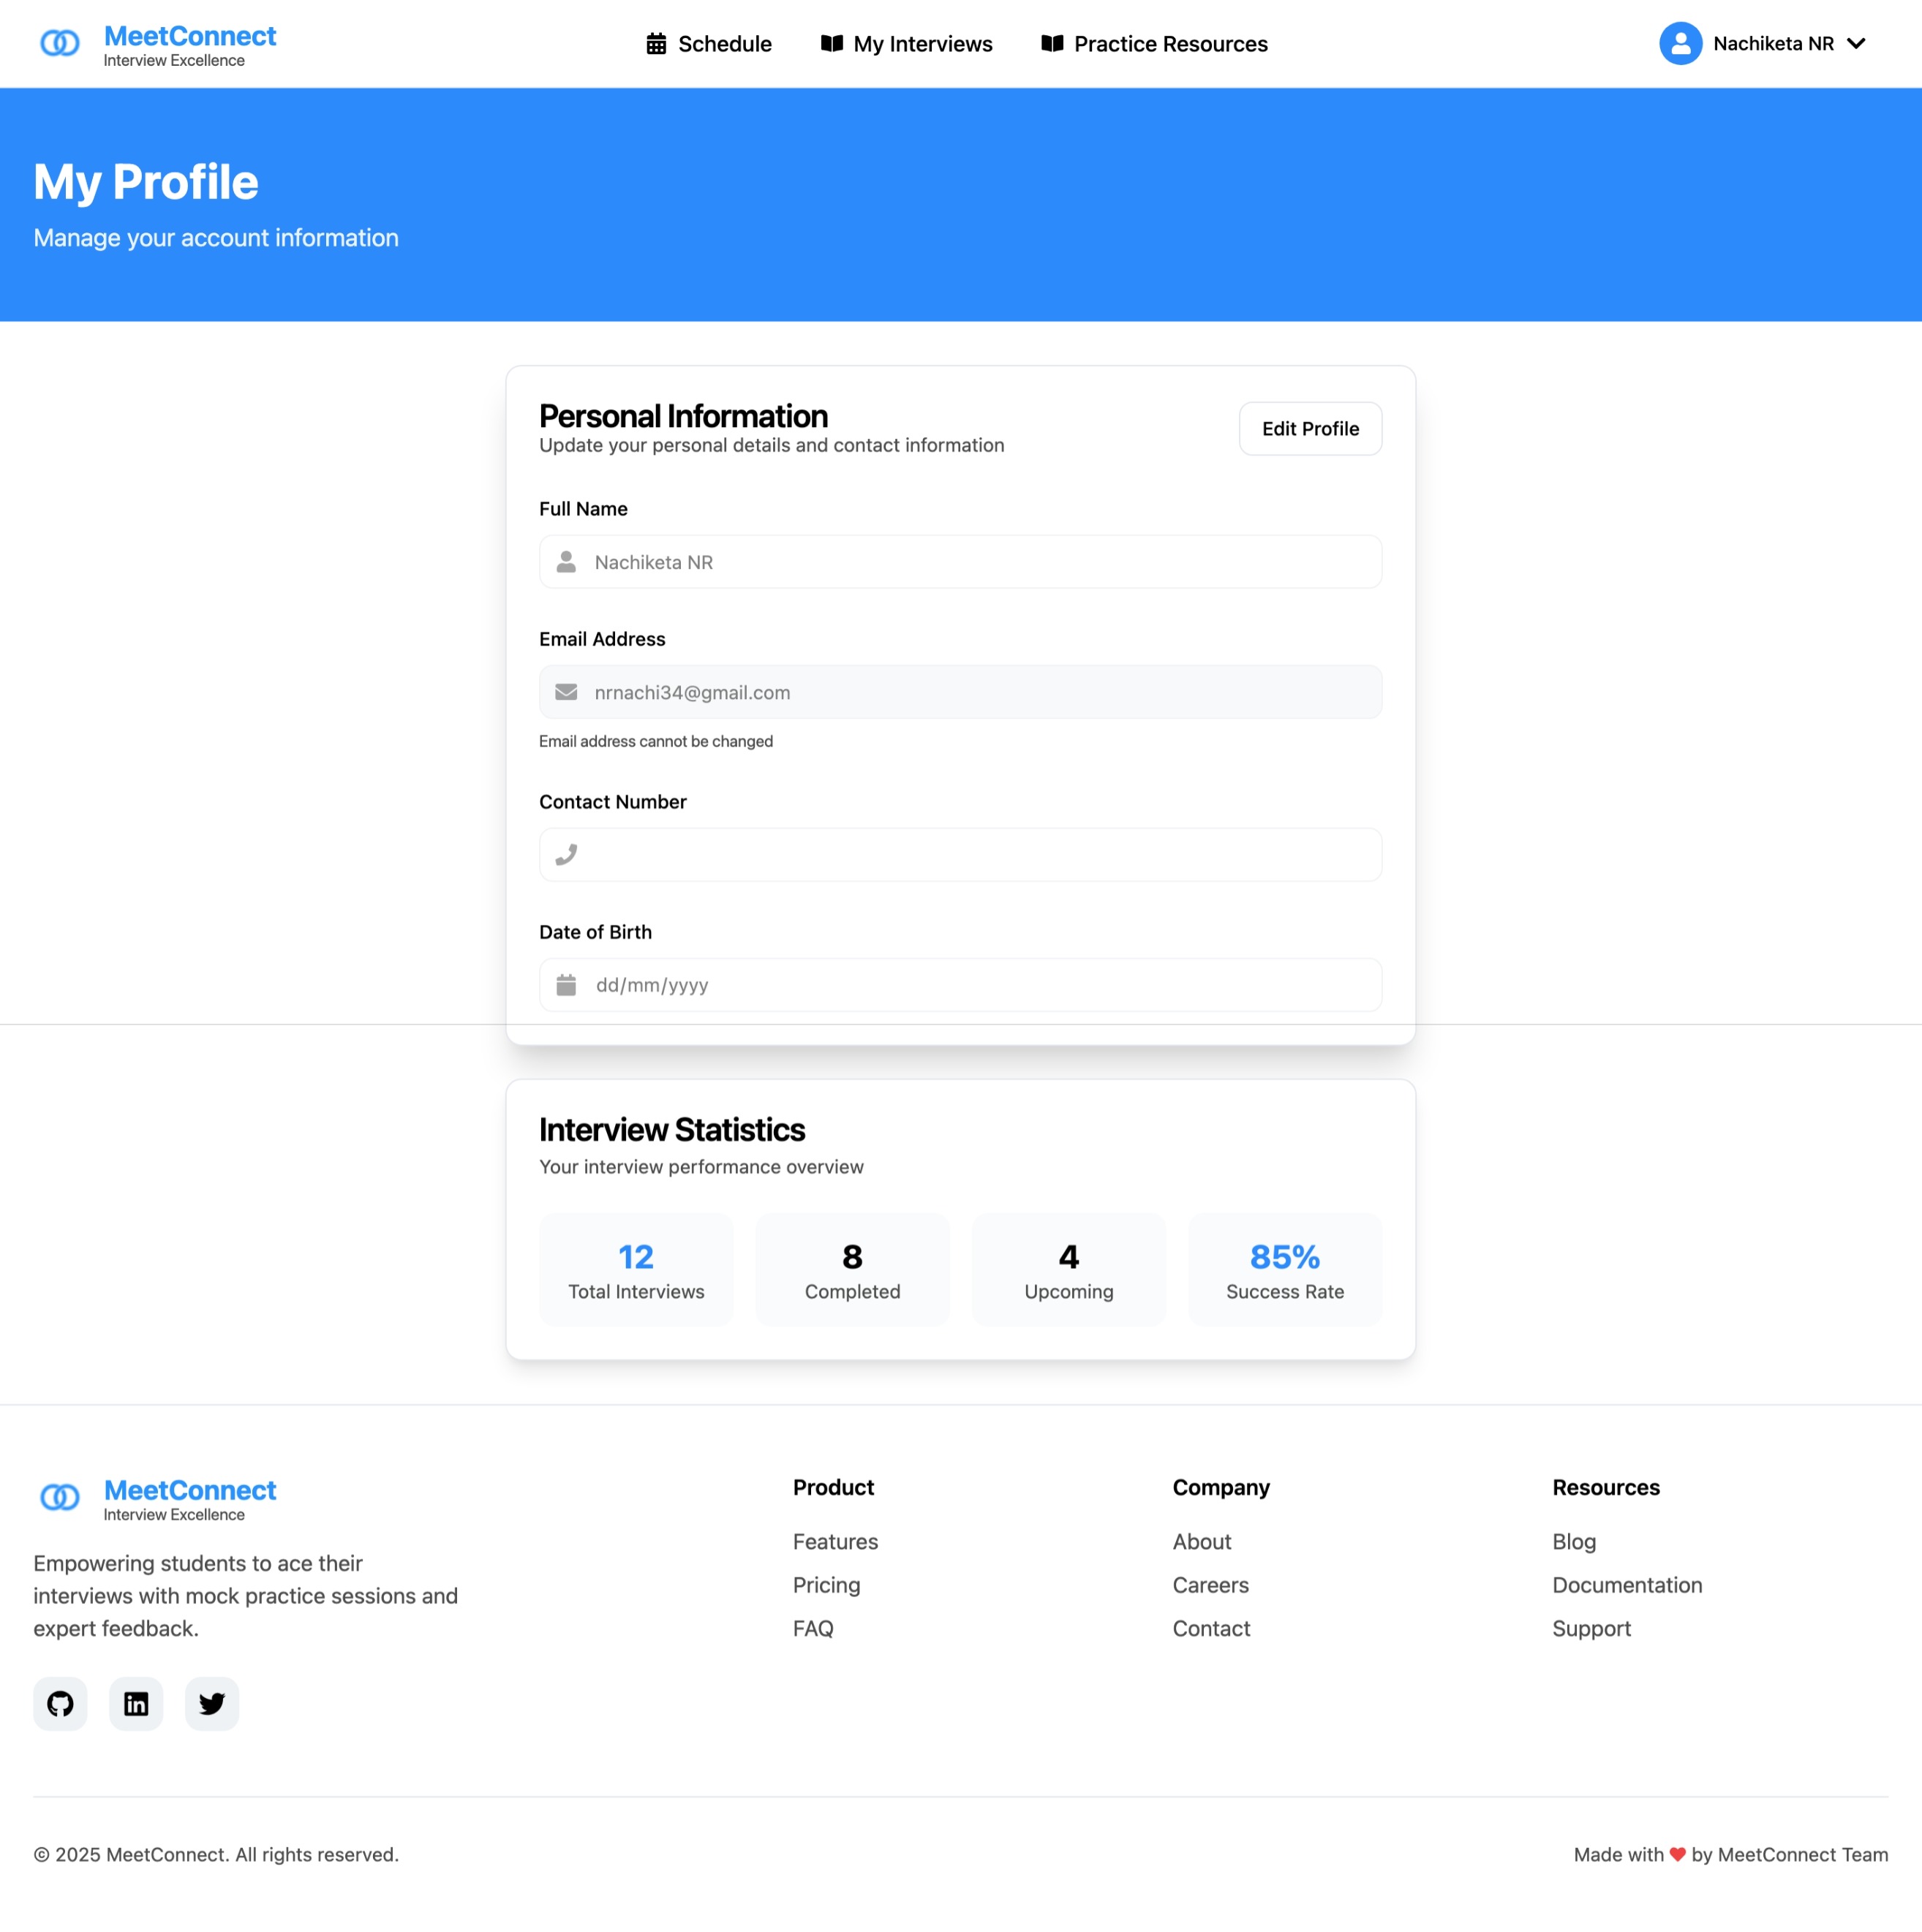 MeetConnect
Interview Excellence
Schedule
My Interviews
Practice Resources
Nachiketa NR
My Profile
Manage your account information
Personal Information
Update your personal details and contact information
Edit Profile
Full Name
Nachiketa NR
Email Address
nrnachi34@gmail.com
Email address cannot be changed
Contact Number
Date of Birth
dd/mm/yyyy
Interview Statistics
Your interview performance overview
12
Total Interviews
8
Completed
4
Upcoming
85%
Success Rate
MeetConnect
Interview Excellence
Empowering students to ace their
interviews with mock practice sessions and
expert feedback.
Product
Features
Pricing
FAQ
Company
About
Careers
Contact
Resources
Blog
Documentation
Support
© 2025 MeetConnect. All rights reserved.
Made with ❤ by MeetConnect Team